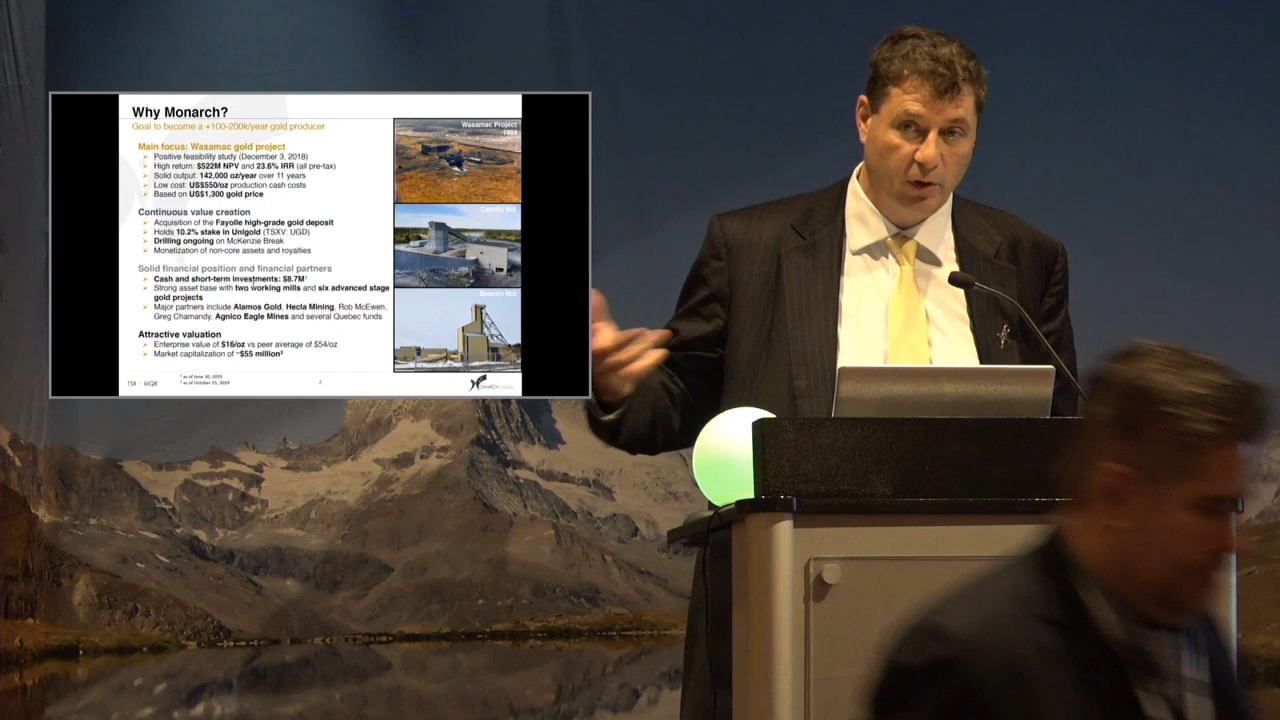 Why Monarch?
Goal to become a +100-200k/year gold producer
Main focus: Wasamac gold project
Positive feasibility study (December 3, 2018)
High return: $522M NPV and 23.6% IRR (all pre-tax)
Solid output: 142,000 oz/year over 11 years
Low cost: US$550/oz production cash costs
Based on US$1,300 gold price
Continuous value creation
Acquisition of the Fayolle high-grade gold deposit
Holds 10.2% stake in Unigold (TSXV: UGD)
Drilling ongoing on McKenzie Break
Monetization of non-core assets and royalties
Solid financial position and financial partners
Cash and short-term investments: $8.7M¹
Strong asset base with two working mills and six advanced stage
gold projects
Major partners include Alamos Gold, Hecla Mining, Rob McEwen,
Greg Chamandy, Agnico Eagle Mines and several Quebec funds
Attractive valuation
Enterprise value of $16/oz vs peer average of $54/oz
Market capitalization of ~$55 million²
¹ as of June 30, 2019
² as of October 15, 2019
TSX : MQR
2
MONARCH GOLD
Wasamac Project
1984
Camflo Mill
Beacon Mill